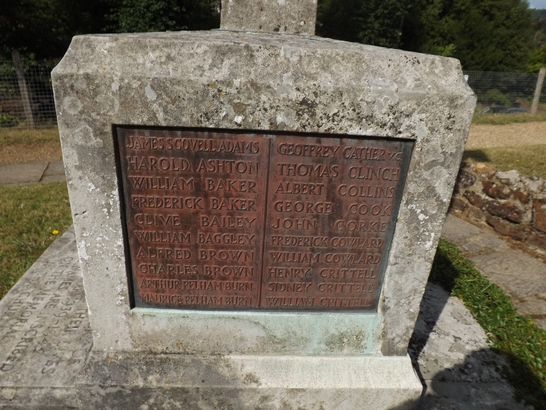 JAMES SCOVELL ADAMS
HAROLD ASHTON
WILLIAM BAKER
FREDERICK BAKER
CLIVE BAILEY
WILLIAM BAGGLEY
ALFRED BROWN
CHARLES BROWN
ARTHUR PELHAM BURN
MAURICE PELHAM BURN
GEOFFREY CATHER V.C.
THOMAS CLINCH
ALBERT COLLINS
GEORGE COOK
JOHN CORKE
FREDERICK COWLARD
WILLIAM COWLARD
HENRY CRITTELL
SIDNEY CRITTELL
WILLIAM CRITTELL